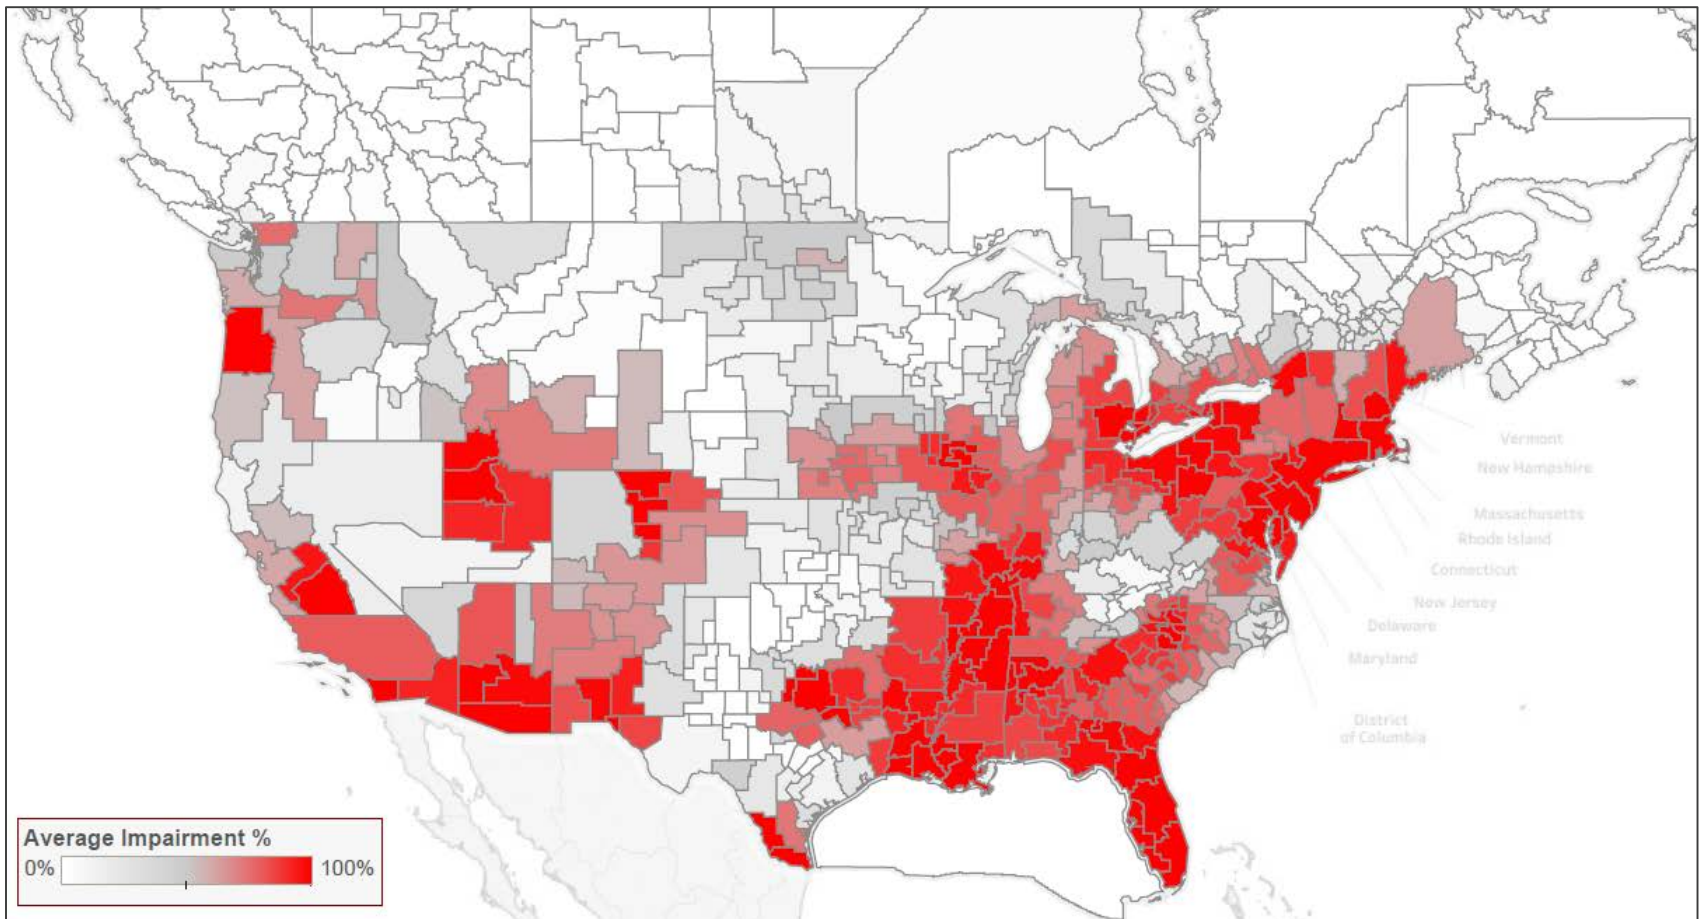 Vermont
New Hampshire
Massachusetts
Rhode Island
Connecticut
New Jersey
Delaware
Maryland
District
of Columbia
Average Impairment %
0%
100%